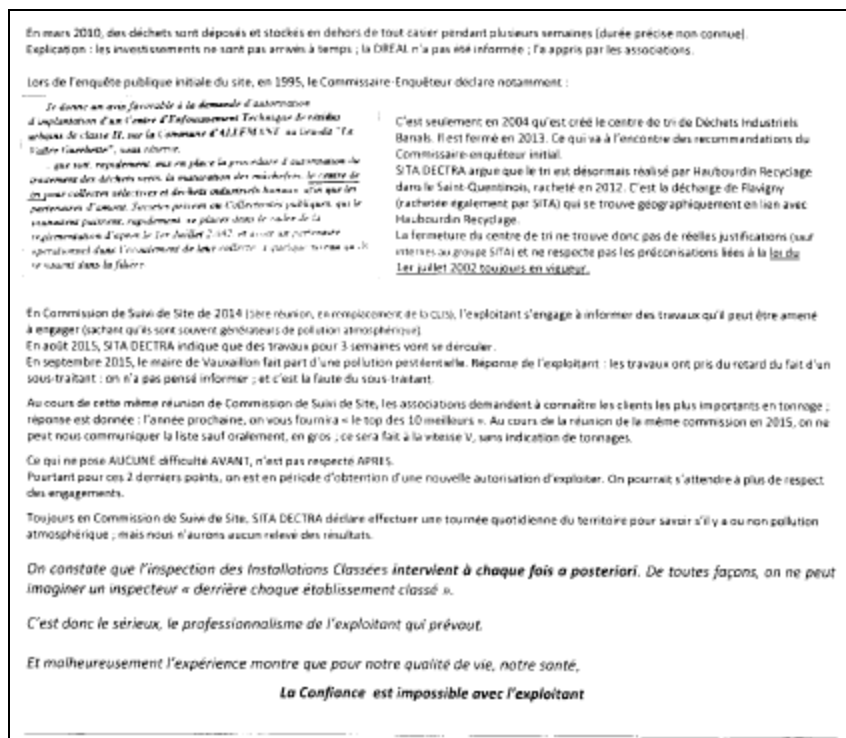 En mars 2010, des déchets sont déposés et stockés en dehors de tout casier pendant plusieurs semaines (durée précise non connue).
Explication : les investissements ne sont pas arrivés à temps ; la DREAL n'a pas été informée ; l'a appris par les associations.
Lors de l'enquête publique initiale du site, en 1995, le Commissaire-Enquêteur déclare notamment :
Je donne un avis favorable à la demande d'autorisation
d'implantation d'un Centre d'Enfouissement Technique de résidus
urbains de classe II, sur la Commune d'ALLEMANT au lieudit "La
Vallée Guerbette", sous réserve.
que soit, rapidement, mis en place la procédure d'autorisation du
traitement des déchets verts, la maturation des mâchefers, le centre de
tri pour collectes sélectives et déchets industriels banaux, afin que les
partenaires d'amont, Sociétés privées ou Collectivités publiques, qui le
puissent, rapidement, se placer dans le cadre de la
réglementation d'après le 1er Juillet 2002, et avoir un partenaire
opérationnel dans l'écoulement de leur collecte, à quelque niveau qu'ils
se situent dans la filière
C'est seulement en 2004 qu'est créé le centre de tri de Déchets Industriels
Banals. Il est fermé en 2013. Ce qui va à l'encontre des recommandations du
Commissaire-enquêteur initial.
SITA DECTRA argue que le tri est désormais réalisé par Haubourdin Recyclage
dans le Saint-Quentinois, racheté en 2012. C'est la décharge de Flavigny
(rachetée également par SITA) qui se trouve géographiquement en lien avec
Haubourdin Recyclage.
La fermeture du centre de tri ne trouve donc pas de réelles justifications (sauf
internes au groupe SITA) et ne respecte pas les préconisations liées à la loi du
1er juillet 2002 toujours en vigueur.
En Commission de Suivi de Site de 2014 (1ère réunion, en remplacement de la CLIS), l'exploitant s'engage à informer des travaux qu'il peut être amené
à engager (sachant qu'ils sont souvent générateurs de pollution atmosphérique)
En août 2015, SITA DECTRA indique que des travaux pour 3 semaines vont se dérouler.
En septembre 2015, le maire de Vauxaillon fait part d'une pollution pestilentielle. Réponse de l'exploitant : les travaux ont pris du retard du fait d'un
sous-traitant ; on n'a pas pensé informer ; et c'est la faute du sous-traitant.
Au cours de cette même réunion de Commission de Suivi de Site, les associations demandent à connaître les clients les plus importants en tonnage ;
réponse est donnée : l'année prochaine, on vous fournira « le top des 10 meilleurs ». Au cours de la réunion de la même commission en 2015, on ne
peut nous communiquer la liste sauf oralement, en gros ; ce sera fait à la vitesse V, sans indication de tonnages.
Ce qui ne pose AUCUNE difficulté AVANT, n'est pas respecté APRES.
Pourtant pour ces 2 derniers points, on est en période d'obtention d'une nouvelle autorisation d'exploiter. On pourrait s'attendre à plus de respect
des engagements.
Toujours en Commission de Suivi de Site, SITA DECTRA déclare effectuer une tournée quotidienne du territoire pour savoir s'il y a ou non pollution
atmosphérique ; mais nous n'aurons aucun relevé des résultats.
On constate que l'inspection des Installations Classées intervient à chaque fois a posteriori. De toutes façons, on ne peut
imaginer un inspecteur « derrière chaque établissement classé ».
C'est donc le sérieux, le professionnalisme de l'exploitant qui prévaut.
Et malheureusement l'expérience montre que pour notre qualité de vie, notre santé,
La Confiance est impossible avec l'exploitant